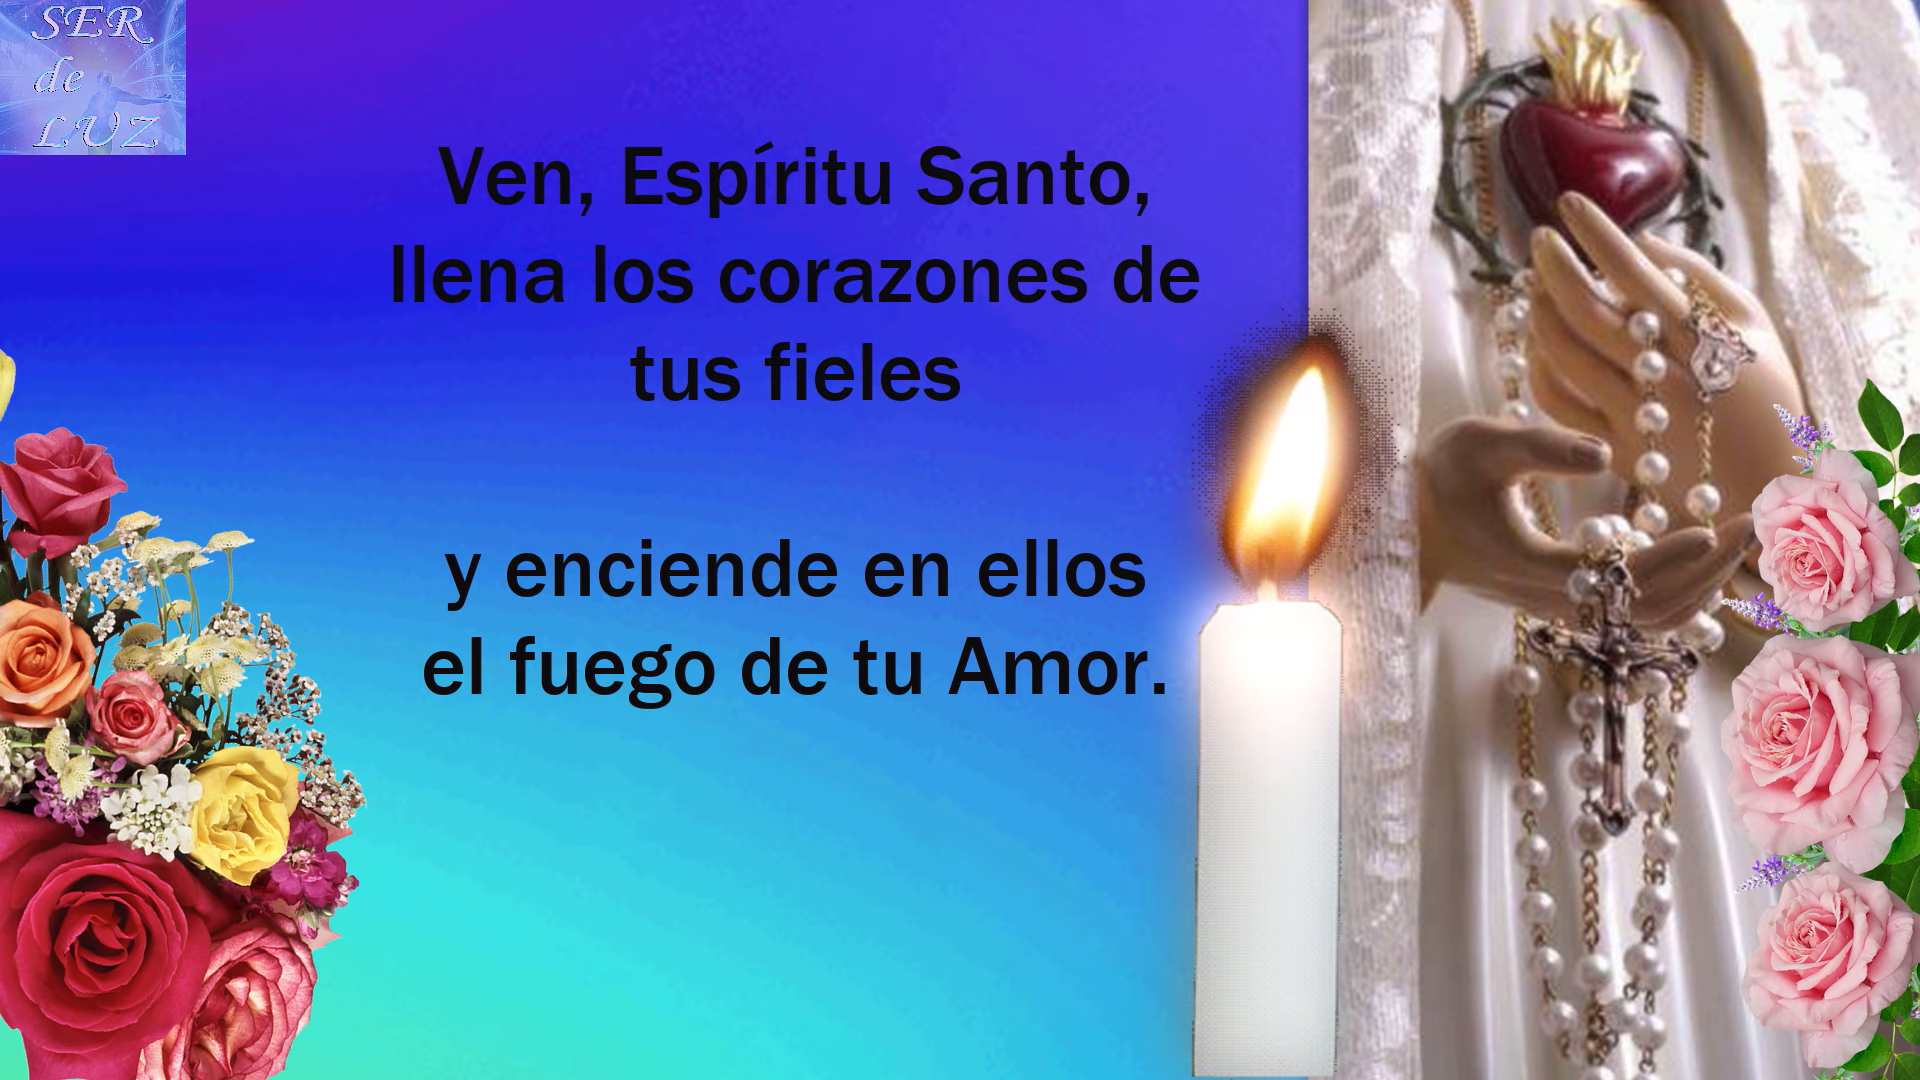 SER
de
LUZ
Ven, Espíritu Santo,
llena los corazones de
tus fieles
y enciende en ellos
el fuego de tu Amor.